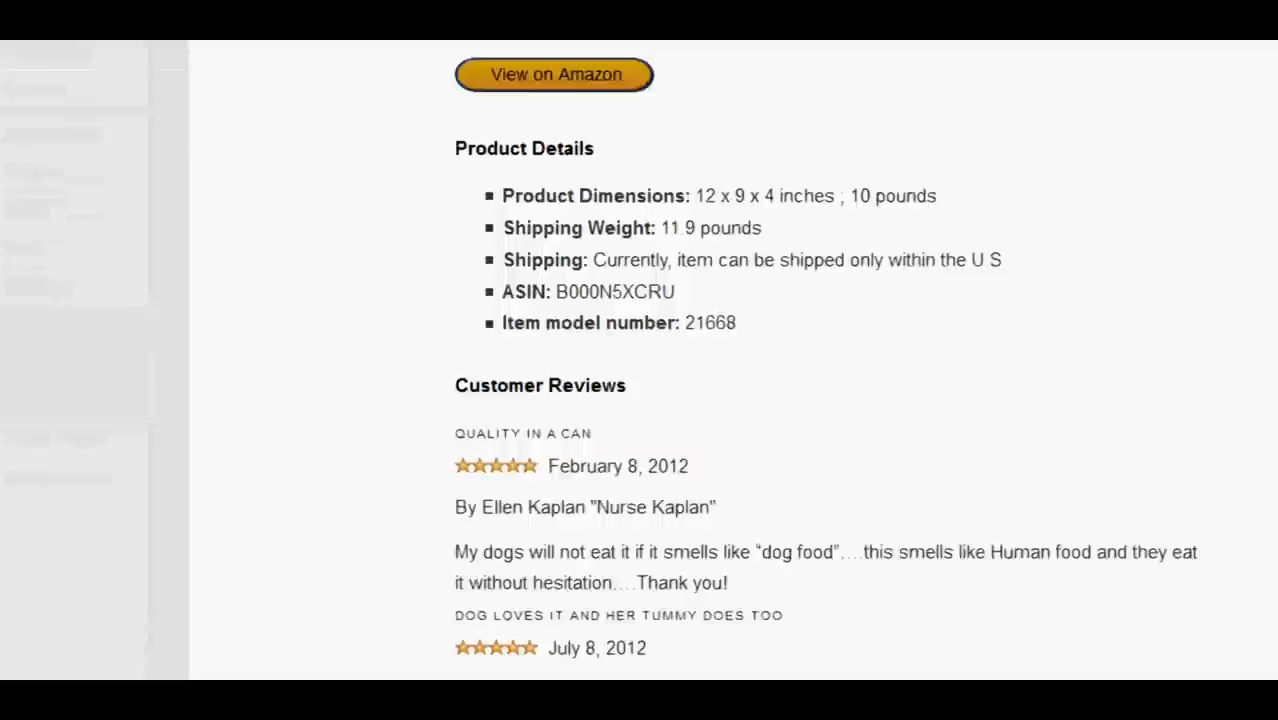 View on Amazon
Product Details
Product Dimensions: 12 x 9 x 4 inches ; 10 pounds
Shipping Weight: 11.9 pounds
Shipping: Currently, item can be shipped only within the U S
ASIN: B000N5XCRU
Item model number: 21668
Customer Reviews
QUALITY IN A CAN
February 8, 2012
By Ellen Kaplan "Nurse Kaplan"
My dogs will not eat it if it smells like “dog food”….this smells like Human food and they eat
it without hesitation….Thank you!
DOG LOVES IT AND HER TUMMY DOES TOO
July 8, 2012